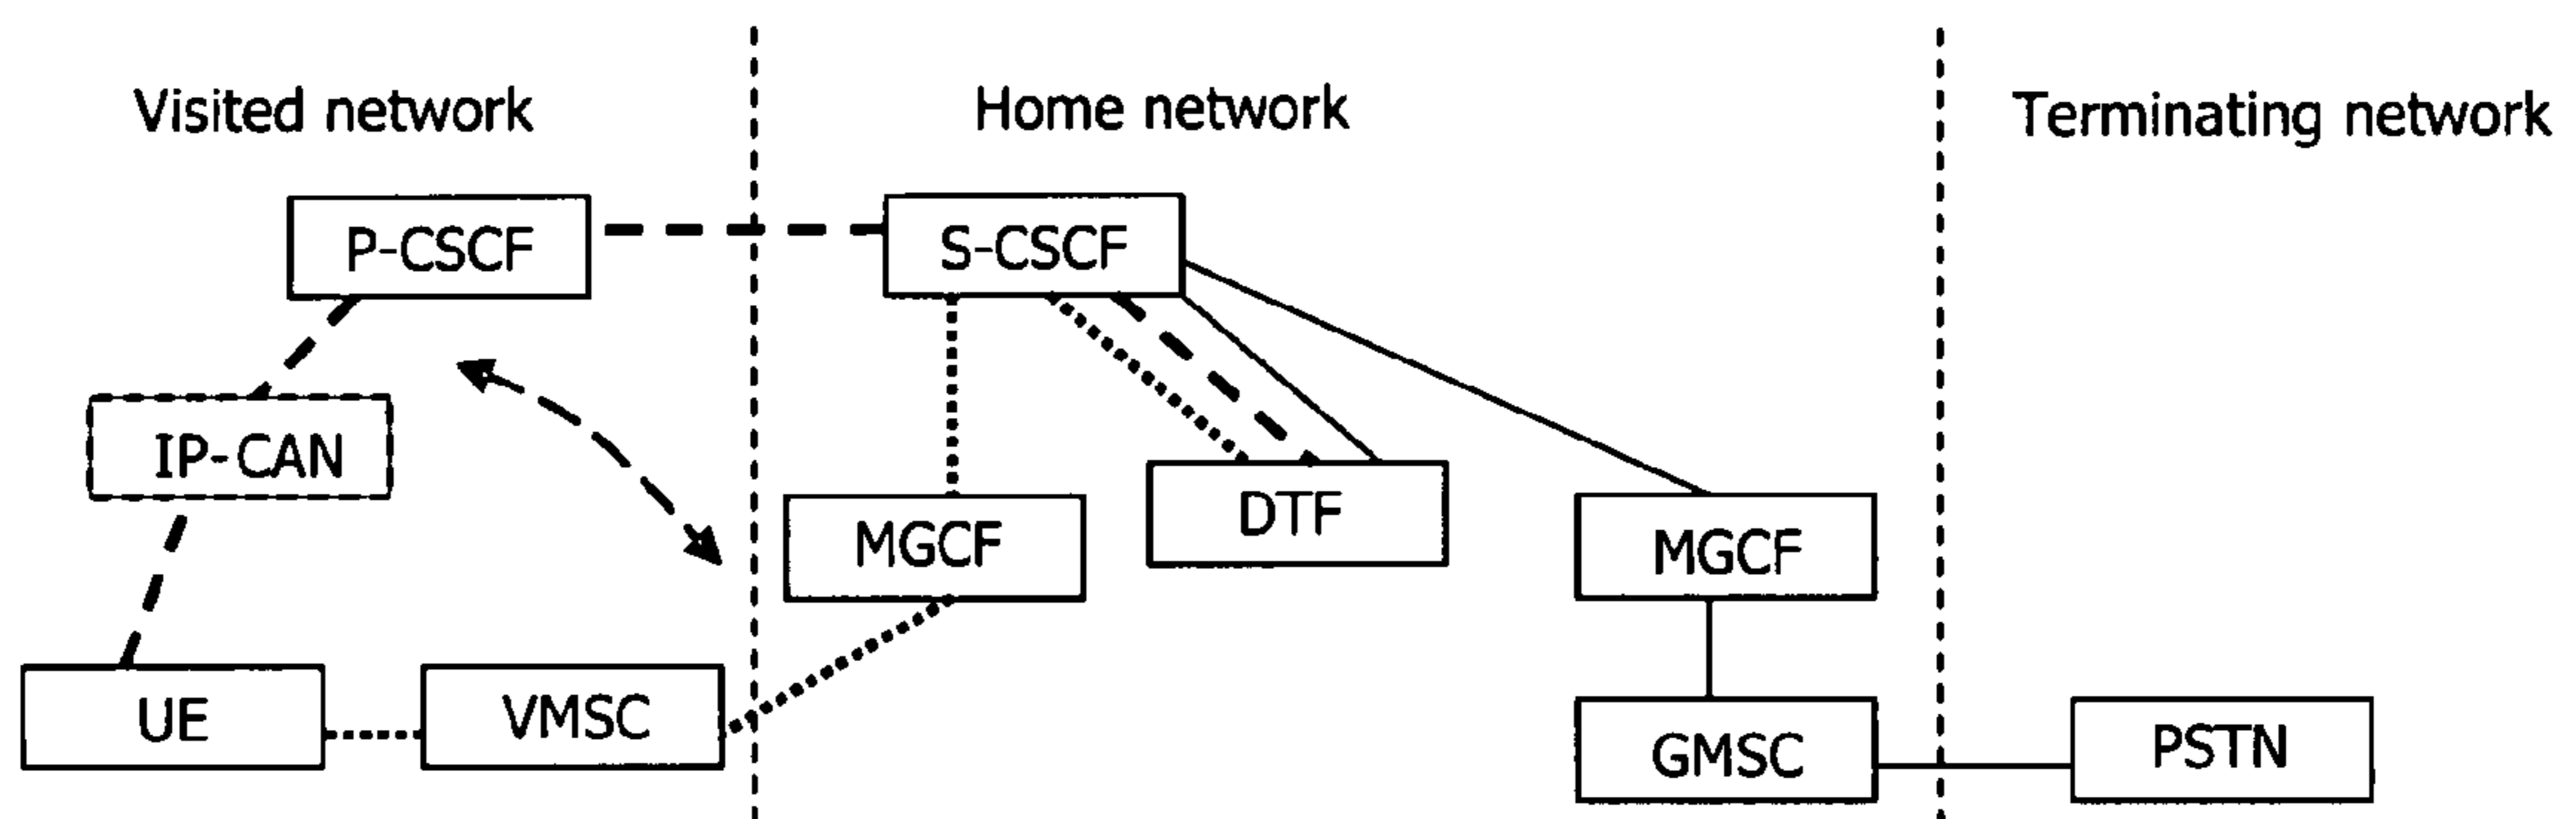 Visited network
Home network
Terminating network
P-CSCF
S-CSCF
IP-CAN
DTF
MGCF
MGCF
UE
VMSC
GMSC
PSTN